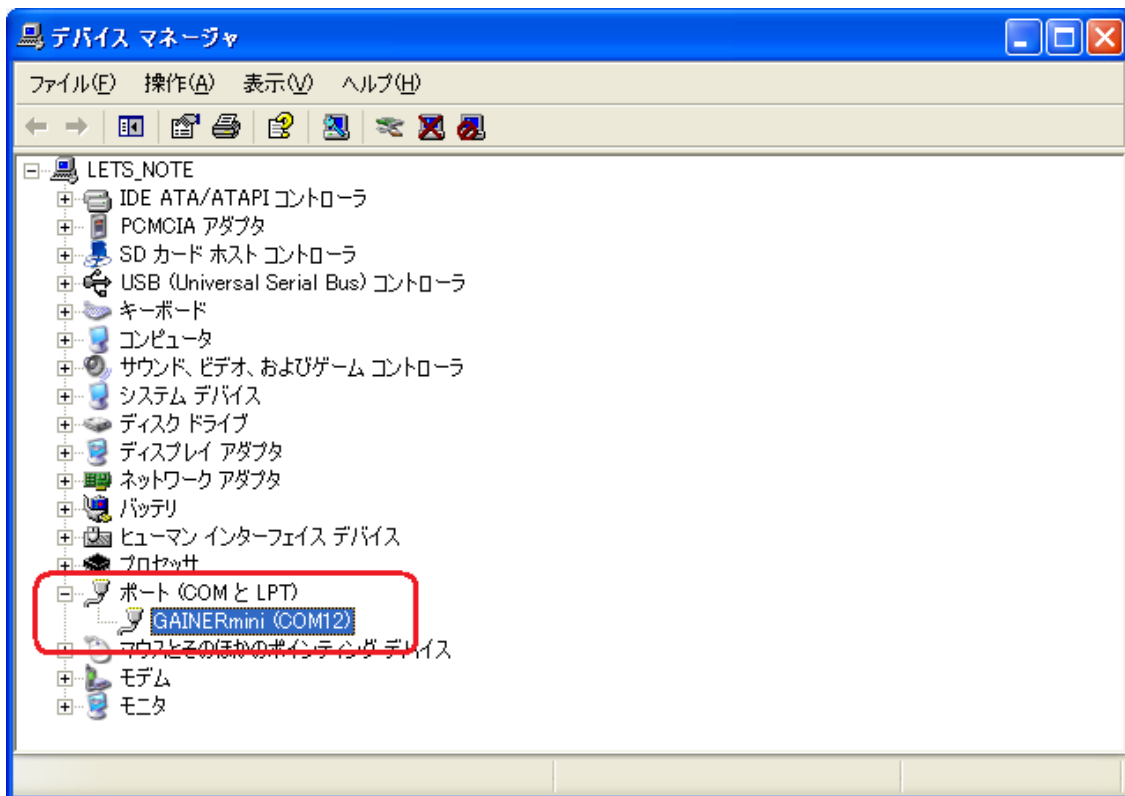 デバイス マネージャ
ファイル(F) 操作(A) 表示(V) ヘルプ(H)
LETS_NOTE
IDE ATA/ATAPI コントローラ
PCMCIA アダプタ
SD カード ホスト コントローラ
USB (Universal Serial Bus) コントローラ
キーボード
コンピュータ
サウンド、ビデオ、およびゲーム コントローラ
システム デバイス
ディスク ドライブ
ディスプレイ アダプタ
ネットワーク アダプタ
バッテリ
ヒューマン インターフェイス デバイス
プロセッサ
ポート (COM と LPT)
GAINERmini (COM12)
マウスとそのほかのポインティング デバイス
モデム
モニタ